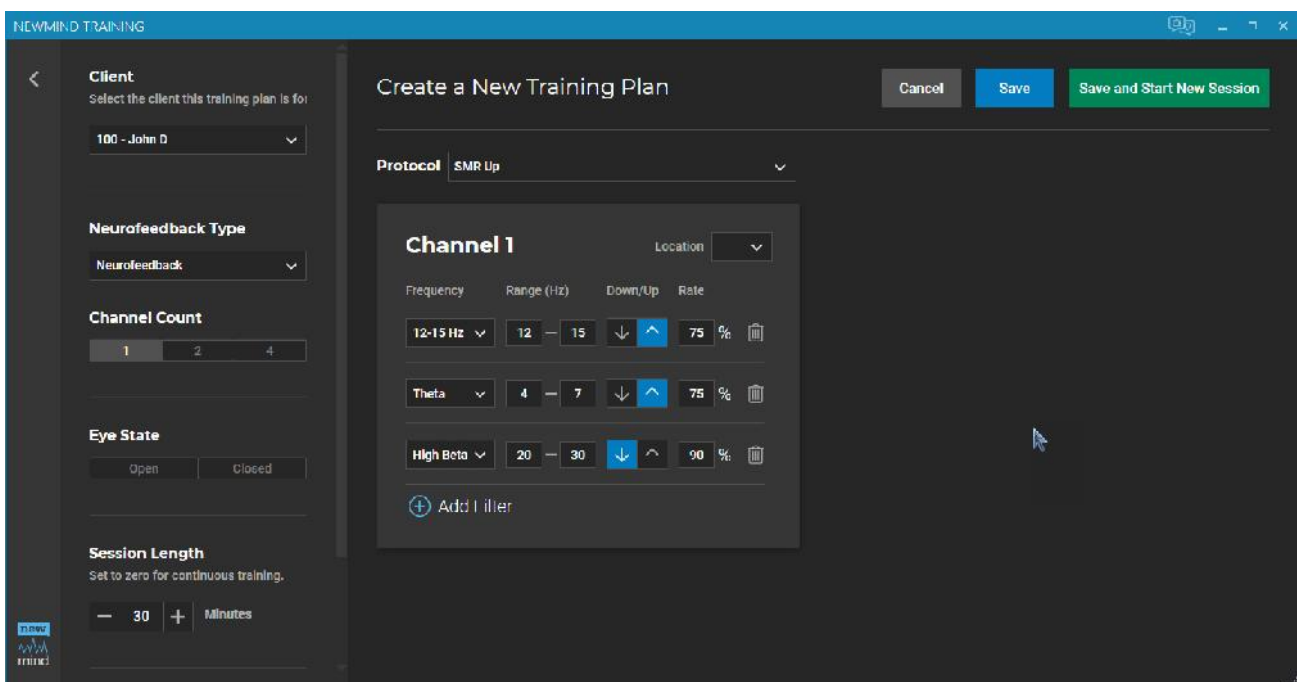 NEWMIND TRAINING
Client
Select the client this training plan is for
100 - John D
Neurofeedback Type
Neurofeedback
Channel Count
1 2 4
Eye State
Open Closed
Session Length
Set to zero for continuous training.
30 Minutes
new
mind
Create a New Training Plan
Cancel Save Save and Start New Session
Protocol SMR Up
Channel 1 Location
Frequency Range (Hz) Down/Up Rate
12-15 Hz 12 — 15 75 %
Theta 4 — 7 75 %
High Beta 20 — 30 90 %
Add Filter